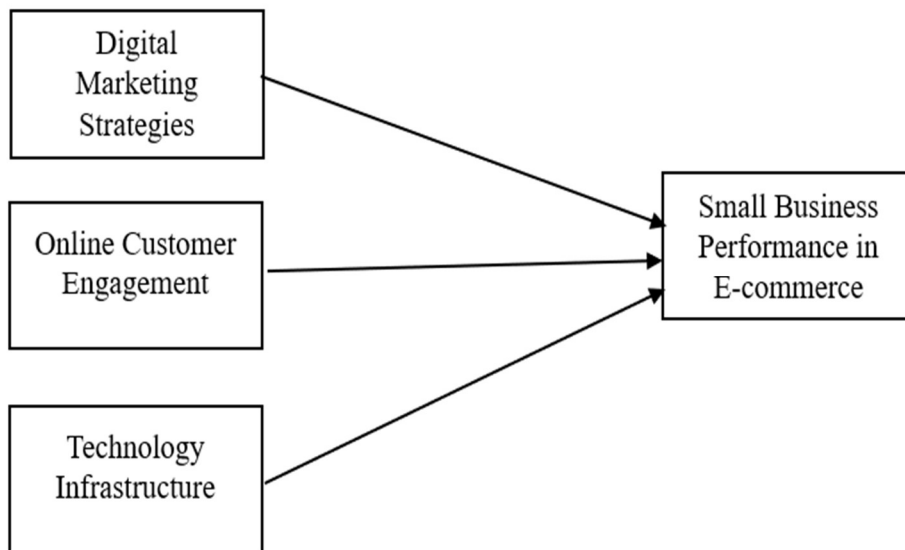 Digital
Marketing
Strategies
Online Customer
Engagement
Technology
Infrastructure
Small Business
Performance in
E-commerce